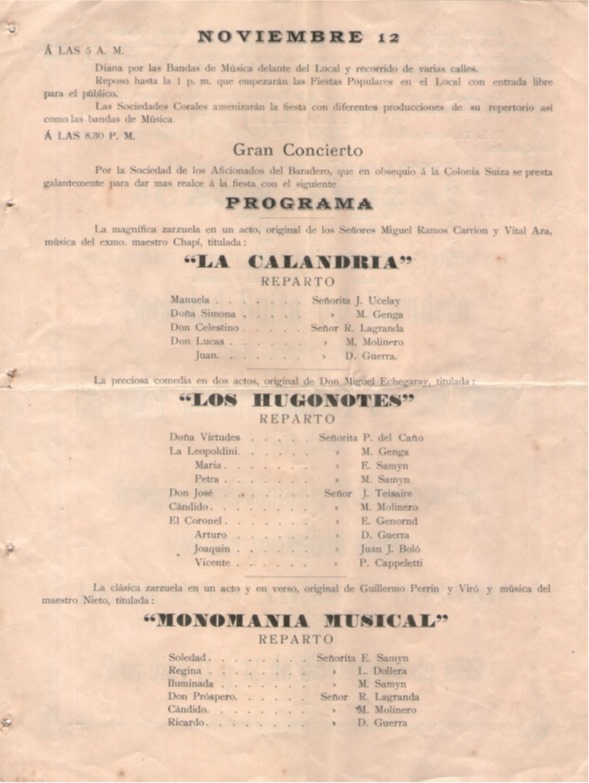 NOVIEMBRE 12
Á LAS 5 A. M.
Diana por las Bandas de Música delante del Local y recorrido de varias calles.
Reposo hasta la 1 p. m. que empezarán las Fiestas Populares en el Local con entrada libre
para el público.
Las Sociedades Corales amenizarán la fiesta con diferentes producciones de su repertorio así
como las bandas de Música.
Á LAS 8.30 P. M.
Gran Concierto
Por la Sociedad de los Aficionados del Baradero, que en obsequio á la Colonia Suiza se presta
galantemente para dar mas realce á la fiesta con el siguiente
PROGRAMA
La magnífica zarzuela en un acto, original de los Señores Miguel Ramos Carrion y Vital Aza,
música del exmo. maestro Chapí, titulada:
“LA CALANDRIA”
REPARTO
Manuela . . . . . . . Señorita J. Ucelay
Doña Simona . . . . . » M. Genga
Don Celestino . . . . . Señor R. Lagranda
Don Lucas . . . . . . » M. Molinero
Juan. . . . . . . » D. Guerra.
La preciosa comedia en dos actos, original de Don Miguel Echegaray, titulada:
“LOS HUGONOTES”
REPARTO
Doña Virtudes . . . . . Señorita P. del Caño
La Leopoldini. . . . . . » M. Genga
Maria . . . . . . » E. Samyn
Petra . . . . . . » M. Samyn
Don José . . . . . . Señor J. Teisaire
Cándido. . . . . . . » M. Molinero
El Coronel . . . . . . » E. Genornd
Arturo . . . . . » D. Guerra
Joaquin . . . . . » Juan J. Boló
Vicente . . . . . » P. Cappeletti
La clásica zarzuela en un acto y en verso, original de Guillermo Perrin y Viró y música del
maestro Nieto, titulada:
“MONOMANIA MUSICAL”
REPARTO
Soledad. . . . . . . Señorita E. Samyn
Regina . . . . . . . » L. Dollera
Iluminada . . . . . . » M. Samyn
Don Próspero. . . . . . Señor R. Lagranda
Cándido. . . . . . . » M. Molinero
Ricardo. . . . . . . » D. Guerra